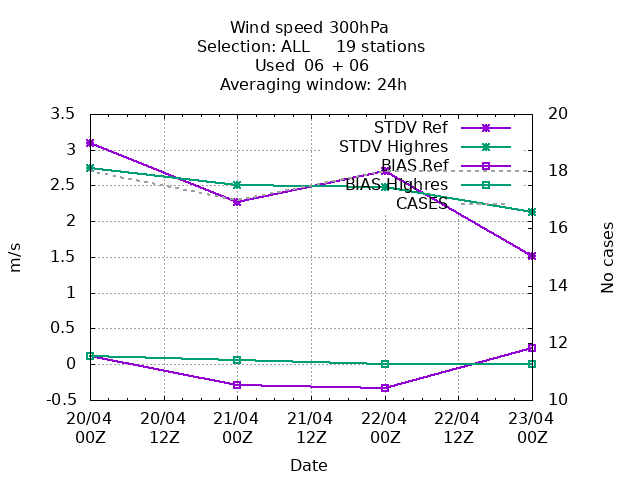 Wind speed 300hPa
Selection: ALL 19 stations
Used 06 + 06
Averaging window: 24h
STDV Ref
STDV Highres
BIAS Ref
BIAS Highres
CASES
3.5
3
2.5
2
1.5
1
0.5
0
-0.5
m/s
20
18
16
14
12
10
No cases
20/04 20/04 21/04 21/04 22/04 22/04 23/04
00Z 12Z 00Z 12Z 00Z 12Z 00Z
Date